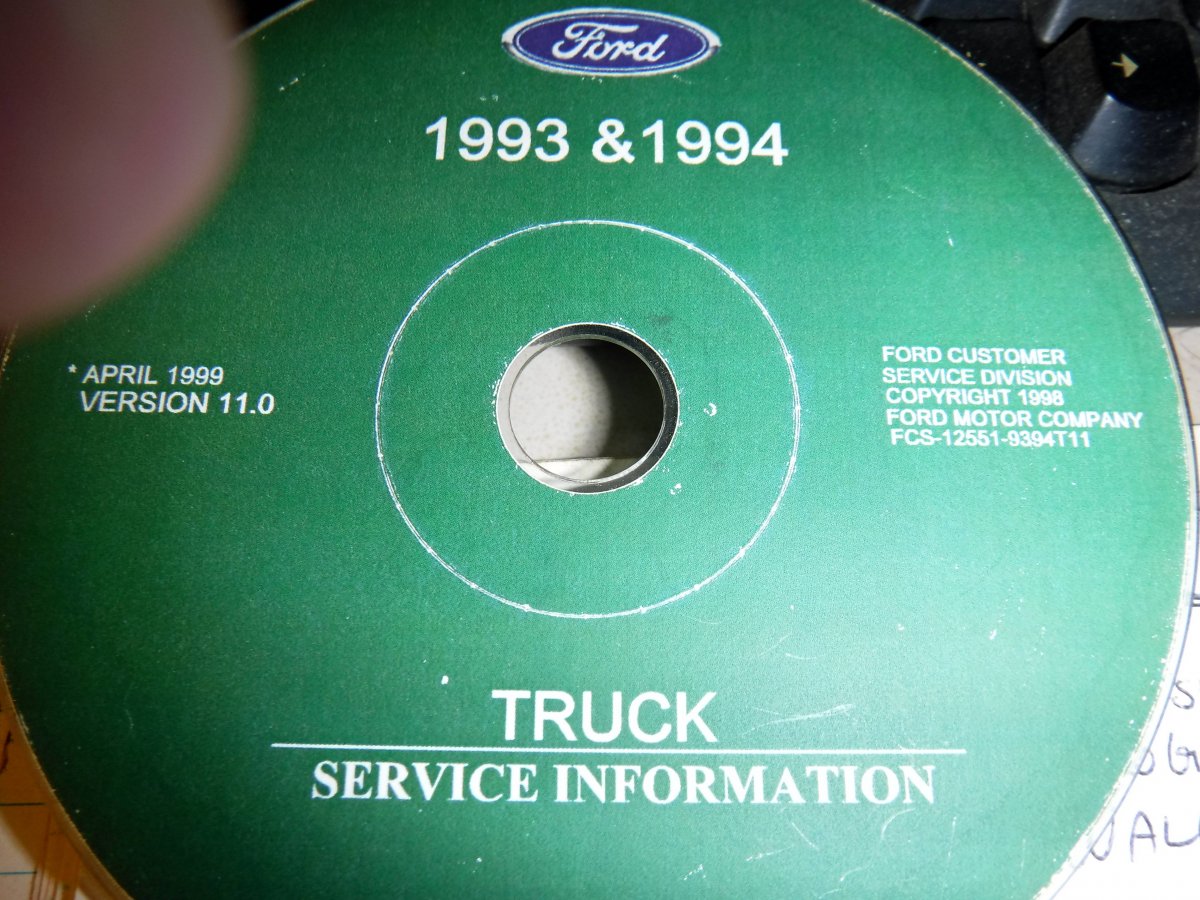 Ford
1993 &1994
* APRIL 1999
VERSION 11.0
FORD CUSTOMER
SERVICE DIVISION
COPYRIGHT 1998
FORD MOTOR COMPANY
FCS-12551-9394T11
TRUCK
SERVICE INFORMATION